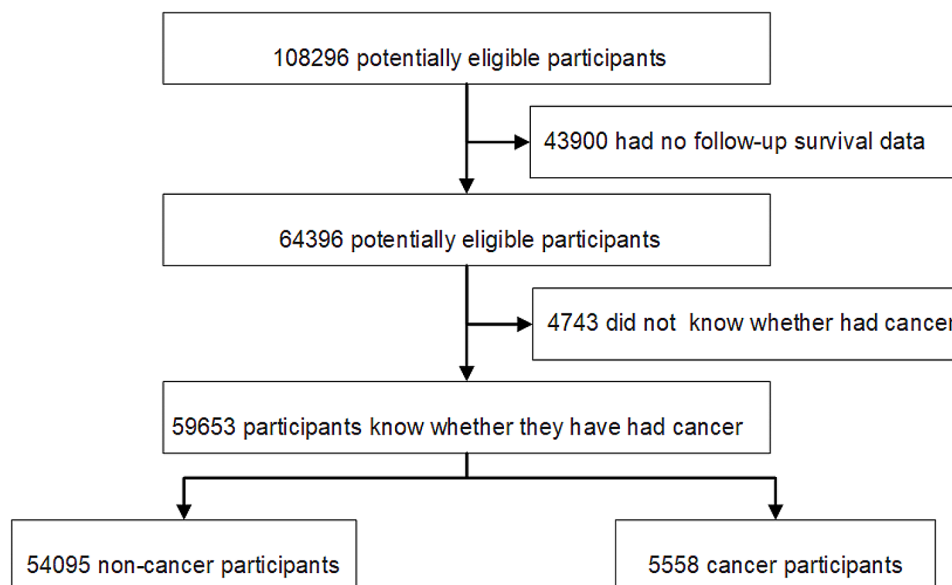 108296 potentially eligible participants
43900 had no follow-up survival data
64396 potentially eligible participants
4743 did not know whether had cancer
59653 participants know whether they have had cancer
54095 non-cancer participants
5558 cancer participants